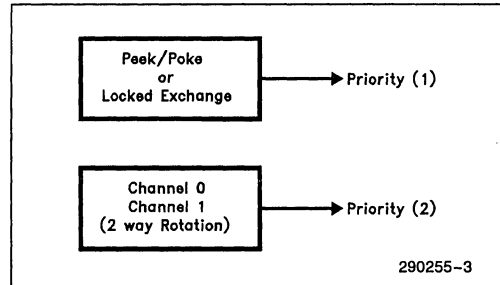 Peek/Poke
or
Locked Exchange
Priority (1)
Channel 0
Channel 1
(2 way Rotation)
Priority (2)
290255-3